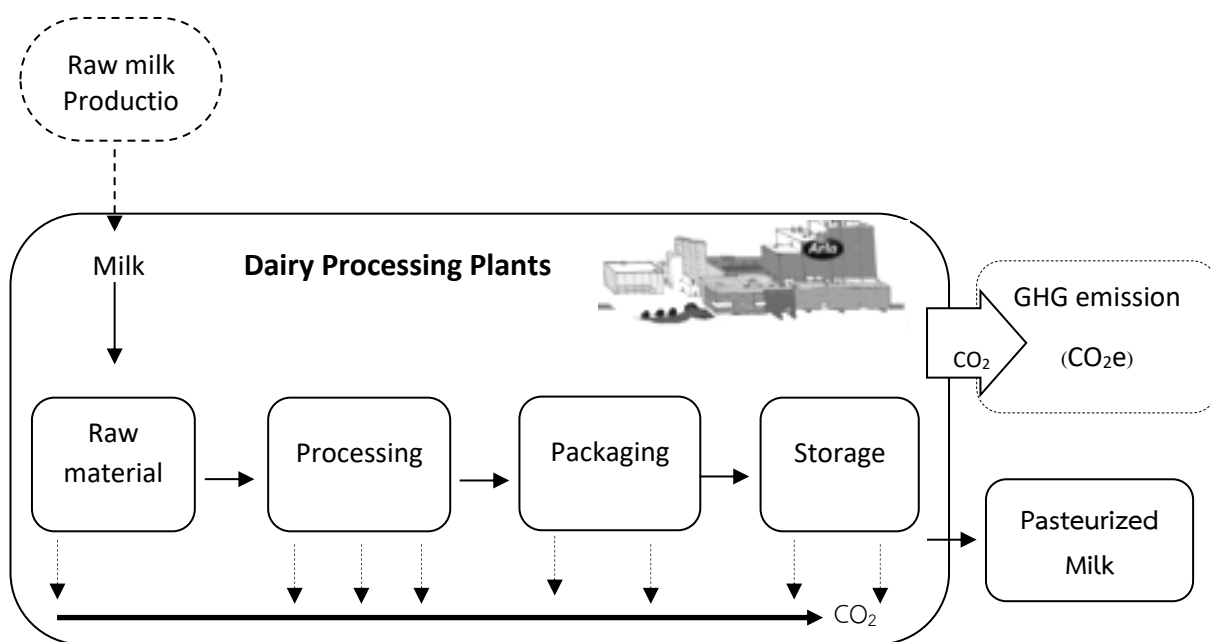 Raw milk
Productio
Milk
Dairy Processing Plants
Arla
GHG emission
CO₂
(CO₂e)
Raw
material
Processing
Packaging
Storage
Pasteurized
Milk
CO₂